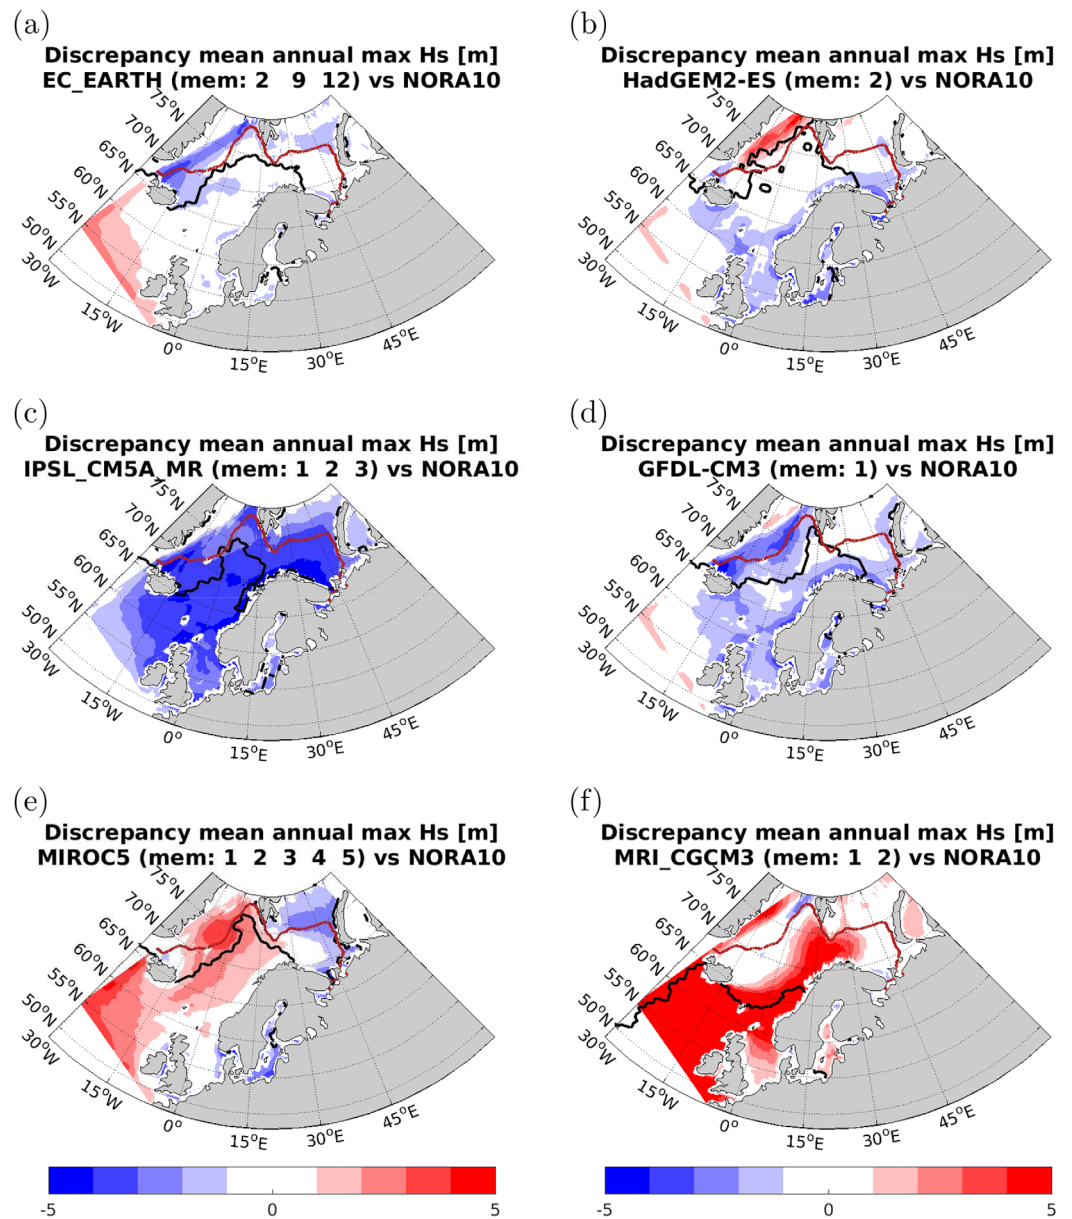 (a)
Discrepancy mean annual max Hs [m]
EC_EARTH (mem: 2 9 12) vs NORA10
75°N
70°N
65°N
60°N
55°N
50°N
30°W
15°W
0°
15°E
30°E
45°E
(b)
Discrepancy mean annual max Hs [m]
HadGEM2-ES (mem: 2) vs NORA10
75°N
70°N
65°N
60°N
55°N
50°N
30°W
15°W
0°
15°E
30°E
45°E
(c)
Discrepancy mean annual max Hs [m]
IPSL_CM5A_MR (mem: 1 2 3) vs NORA10
75°N
70°N
65°N
60°N
55°N
50°N
30°W
15°W
0°
15°E
30°E
45°E
(d)
Discrepancy mean annual max Hs [m]
GFDL-CM3 (mem: 1) vs NORA10
75°N
70°N
65°N
60°N
55°N
50°N
30°W
15°W
0°
15°E
30°E
45°E
(e)
Discrepancy mean annual max Hs [m]
MIROC5 (mem: 1 2 3 4 5) vs NORA10
75°N
70°N
65°N
60°N
55°N
50°N
30°W
15°W
0°
15°E
30°E
45°E
(f)
Discrepancy mean annual max Hs [m]
MRI_CGCM3 (mem: 1 2) vs NORA10
75°N
70°N
65°N
60°N
55°N
50°N
30°W
15°W
0°
15°E
30°E
45°E
-5 0 5
-5 0 5